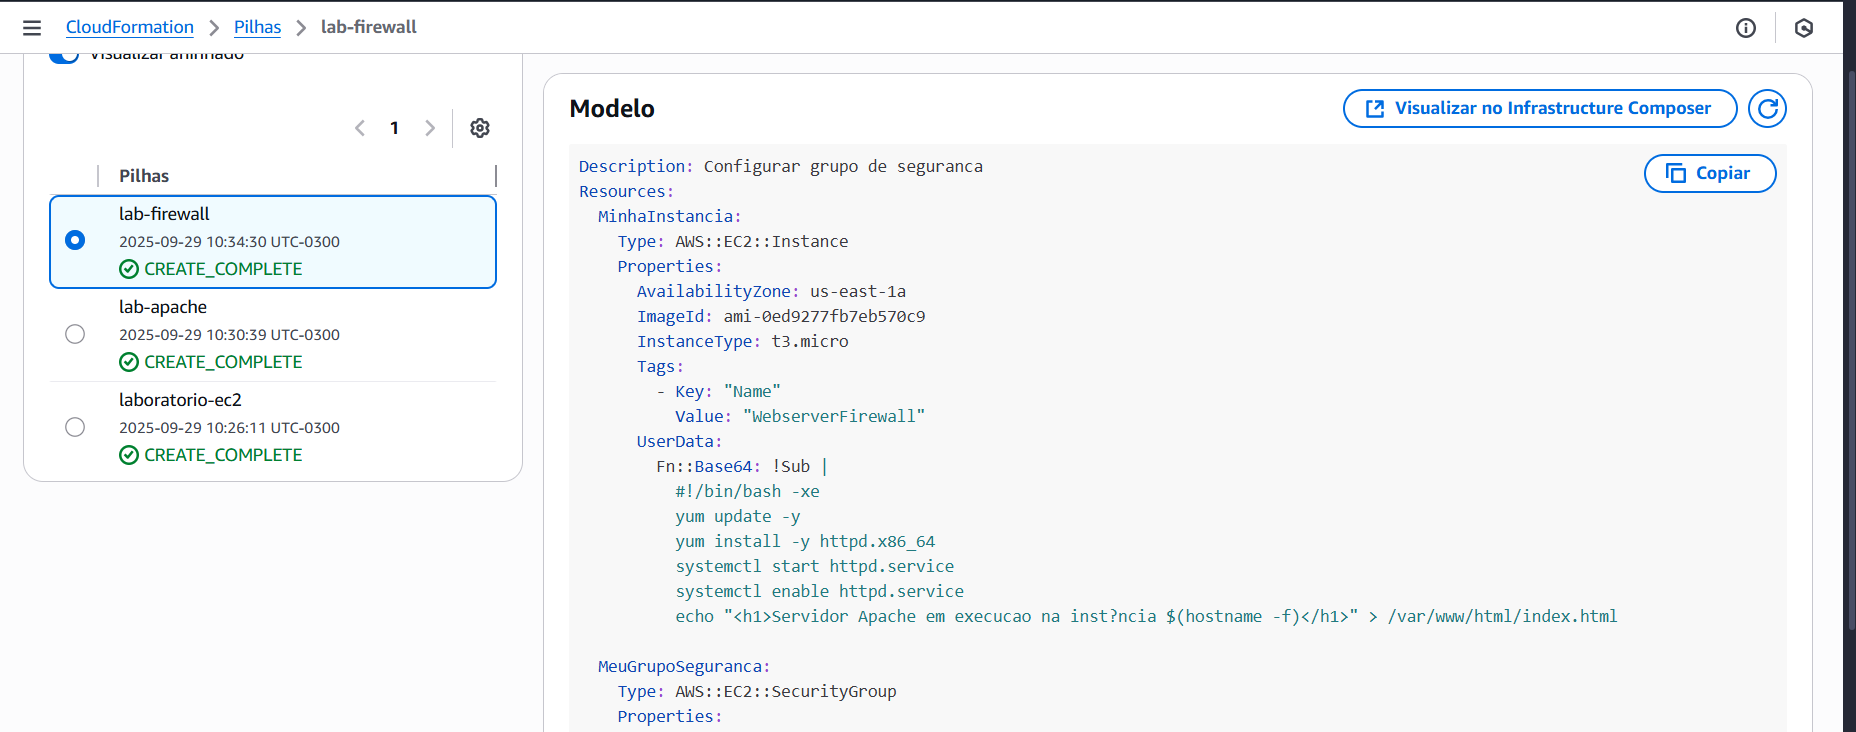 CloudFormation > Pilhas > lab-firewall
Visualizar aninhado
1
Pilhas
lab-firewall
2025-09-29 10:34:30 UTC-0300
CREATE_COMPLETE
lab-apache
2025-09-29 10:30:39 UTC-0300
CREATE_COMPLETE
laboratorio-ec2
2025-09-29 10:26:11 UTC-0300
CREATE_COMPLETE
Modelo
Visualizar no Infrastructure Composer
Copiar
Description: Configurar grupo de seguranca
Resources:
  MinhaInstancia:
    Type: AWS::EC2::Instance
    Properties:
      AvailabilityZone: us-east-1a
      ImageId: ami-0ed9277fb7eb570c9
      InstanceType: t3.micro
      Tags:
        - Key: "Name"
          Value: "WebserverFirewall"
      UserData:
        Fn::Base64: !Sub |
          #!/bin/bash -xe
          yum update -y
          yum install -y httpd.x86_64
          systemctl start httpd.service
          systemctl enable httpd.service
          echo "<h1>Servidor Apache em execucao na inst?ncia $(hostname -f)</h1>" > /var/www/html/index.html
  MeuGrupoSeguranca:
    Type: AWS::EC2::SecurityGroup
    Properties: